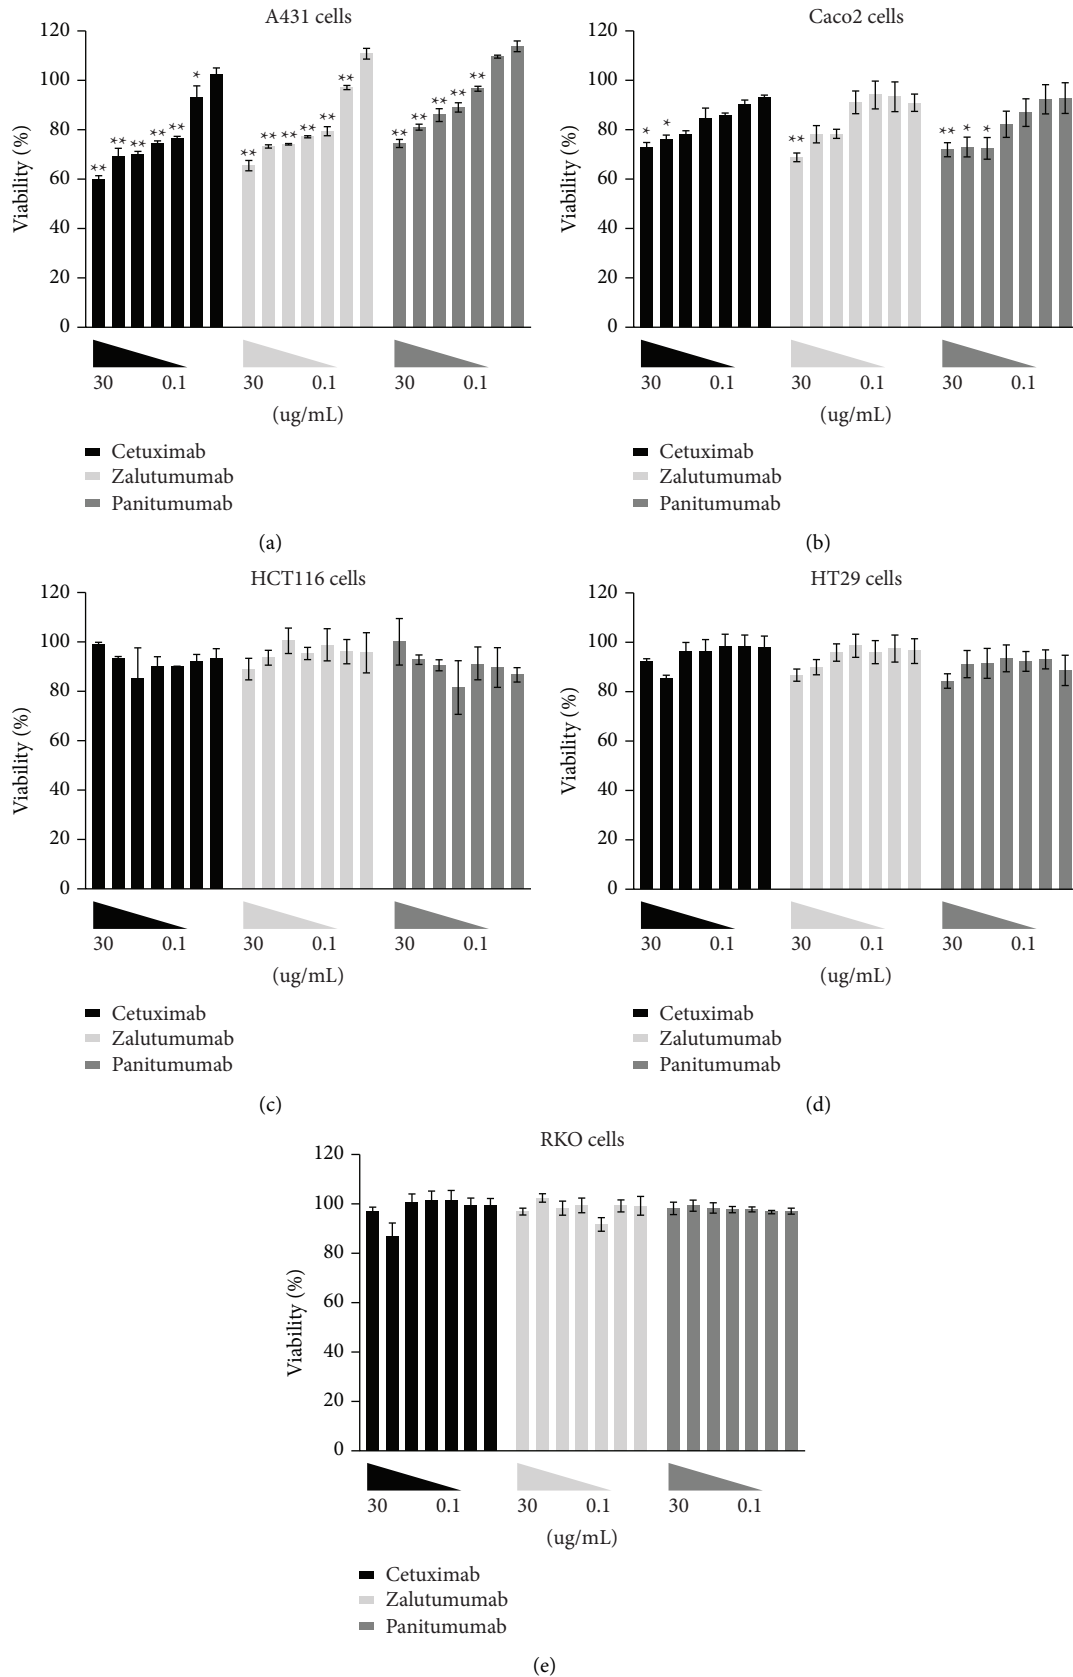 A431 cells
Viability (%)
120
100
80
60
40
20
0
** ** ** ** ** *
** ** ** ** ** **
** ** ** ** **
30 0.1 30 0.1 30 0.1
(ug/mL)
Cetuximab
Zalutumumab
Panitumumab
(a)
Caco2 cells
Viability (%)
120
100
80
60
40
20
0
* *
**
** * *
30 0.1 30 0.1 30 0.1
(ug/mL)
Cetuximab
Zalutumumab
Panitumumab
(b)
HCT116 cells
Viability (%)
120
100
80
60
40
20
0
30 0.1 30 0.1 30 0.1
(ug/mL)
Cetuximab
Zalutumumab
Panitumumab
(c)
HT29 cells
Viability (%)
120
100
80
60
40
20
0
30 0.1 30 0.1 30 0.1
(ug/mL)
Cetuximab
Zalutumumab
Panitumumab
(d)
RKO cells
Viability (%)
120
100
80
60
40
20
0
30 0.1 30 0.1 30 0.1
(ug/mL)
Cetuximab
Zalutumumab
Panitumumab
(e)